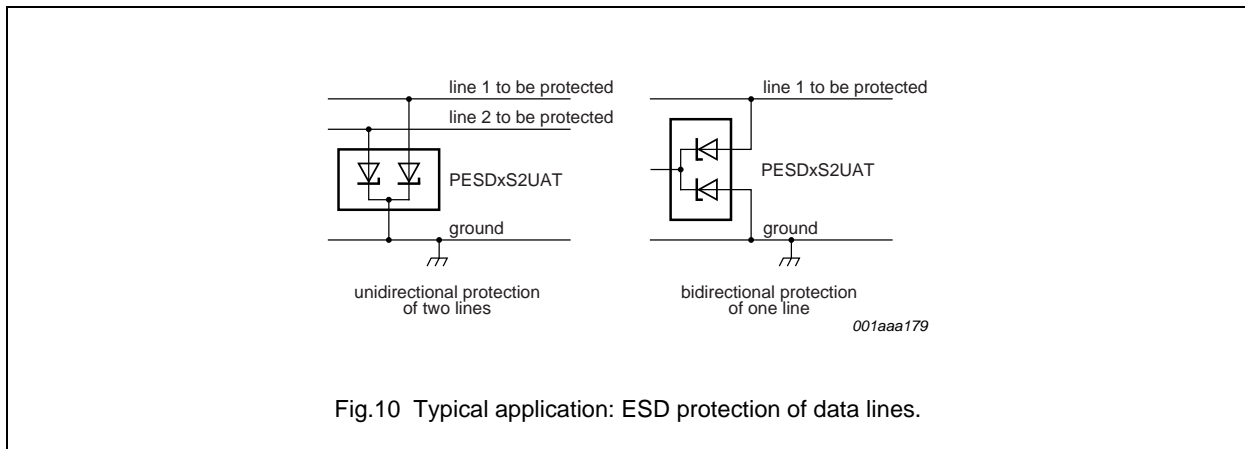 line 1 to be protected
line 2 to be protected
PESDxS2UAT
ground
unidirectional protection
of two lines
line 1 to be protected
PESDxS2UAT
ground
bidirectional protection
of one line
001aaa179
Fig.10 Typical application: ESD protection of data lines.